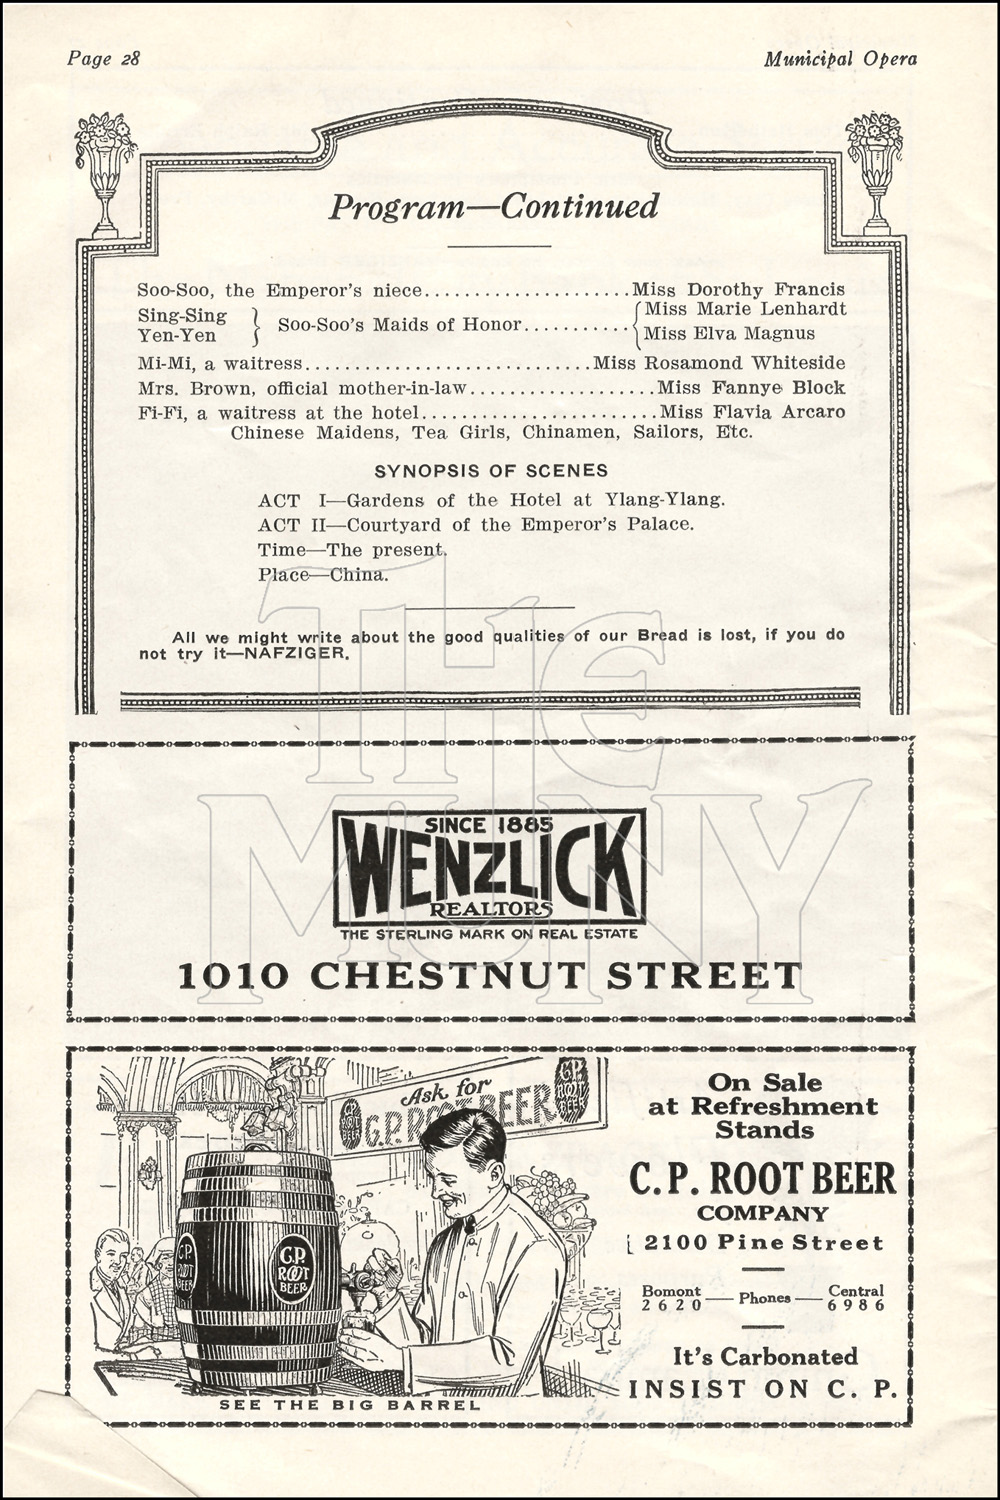 Page 28 Municipal Opera
Program—Continued
Soo-Soo, the Emperor's niece.....................Miss Dorothy Francis
Sing-Sing
Yen-Yen
} Soo-Soo's Maids of Honor...........{
Miss Marie Lenhardt
Miss Elva Magnus
Mi-Mi, a waitress.............................Miss Rosamond Whiteside
Mrs. Brown, official mother-in-law...................Miss Fannye Block
Fi-Fi, a waitress at the hotel........................Miss Flavia Arcaro
Chinese Maidens, Tea Girls, Chinamen, Sailors, Etc.
SYNOPSIS OF SCENES
ACT I—Gardens of the Hotel at Ylang-Ylang.
ACT II—Courtyard of the Emperor's Palace.
Time—The present.
Place—China.
All we might write about the good qualities of our Bread is lost, if you do
not try it—NAFZIGER.
THE
MUNY
SINCE 1885
WENZLICK
REALTORS
THE STERLING MARK ON REAL ESTATE
1010 CHESTNUT STREET
Ask for
G.P. ROOT BEER
G.P.
ROOT
BEER
G.P.
ROOT
BEER
G.P.
ROOT
BEER
G.P.
ROOT
BEER
SEE THE BIG BARREL
On Sale
at Refreshment
Stands
C. P. ROOT BEER
COMPANY
2100 Pine Street
Bomont
2620
—Phones—
Central
6986
It's Carbonated
INSIST ON C. P.